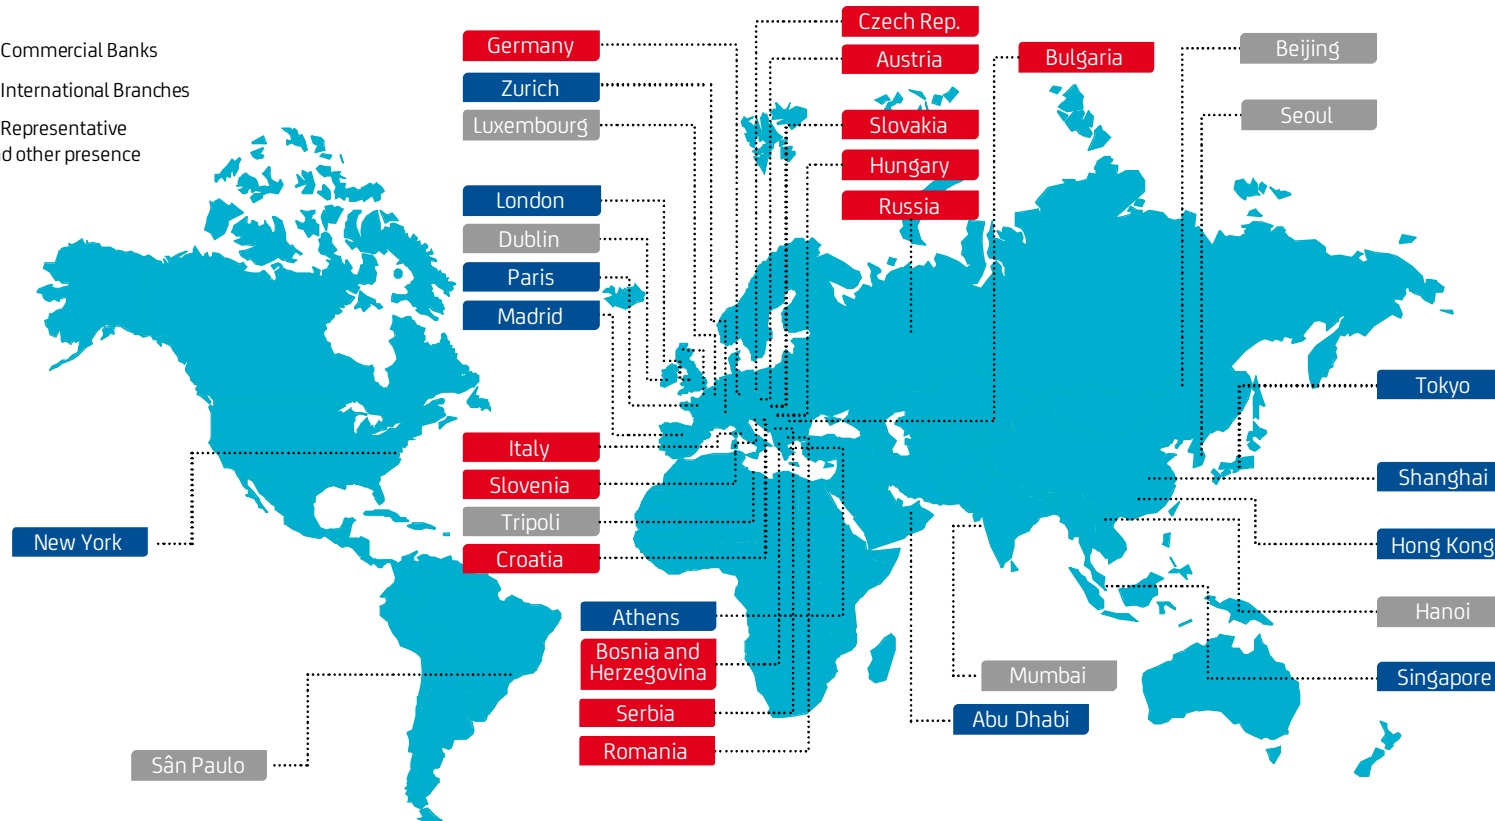 Commercial Banks
International Branches
Representative
d other presence
Germany
Zurich
Luxembourg
London
Dublin
Paris
Madrid
Czech Rep.
Austria
Slovakia
Hungary
Russia
Bulgaria
Beijing
Seoul
Tokyo
Shanghai
Hong Kong
Hanoi
Singapore
Italy
Slovenia
Tripoli
Croatia
New York
Athens
Bosnia and
Herzegovina
Serbia
Romania
Mumbai
Abu Dhabi
Sân Paulo